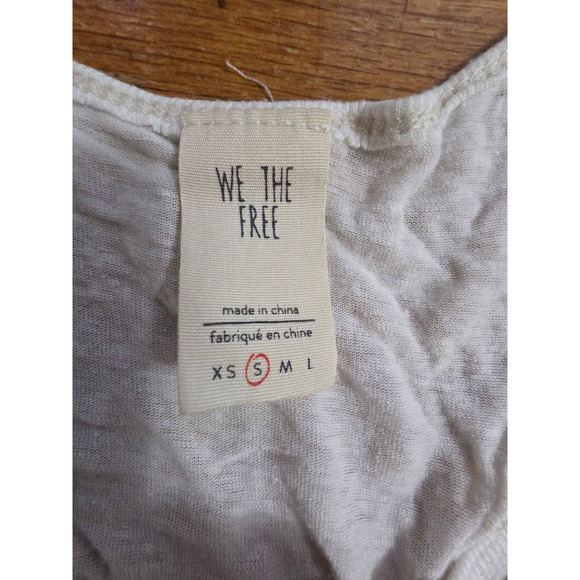 WE THE
FREE
made in china
fabriqué en chine
XS S M L